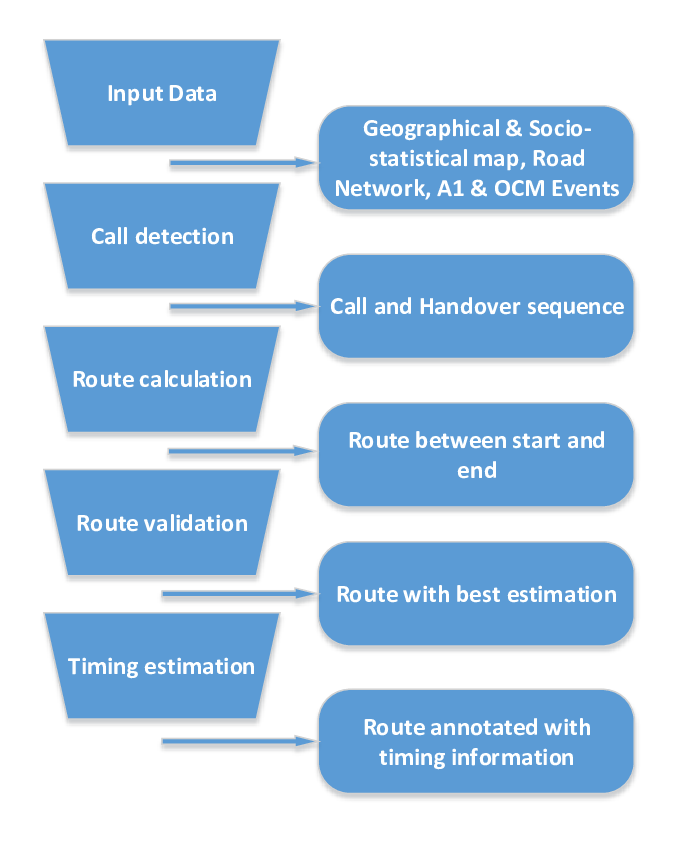 Input Data
Geographical & Socio-
statistical map, Road
Network, A1 & OCM Events
Call detection
Call and Handover sequence
Route calculation
Route between start and
end
Route validation
Route with best estimation
Timing estimation
Route annotated with
timing information